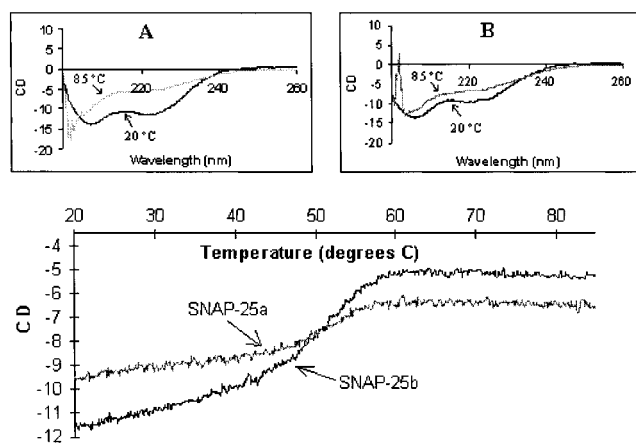 A
10
5
0
-5
-10
-15
-20
CD
85 °C
220
240
260
20 °C
Wavelength (nm)
B
10
5
0
-5
-10
-15
-20
CD
85 °C
220
240
260
20 °C
Wavelength (nm)
20 30 40 50 60 70 80
Temperature (degrees C)
-4
-5
-6
-7
-8
-9
-10
-11
-12
CD
SNAP-25a
SNAP-25b